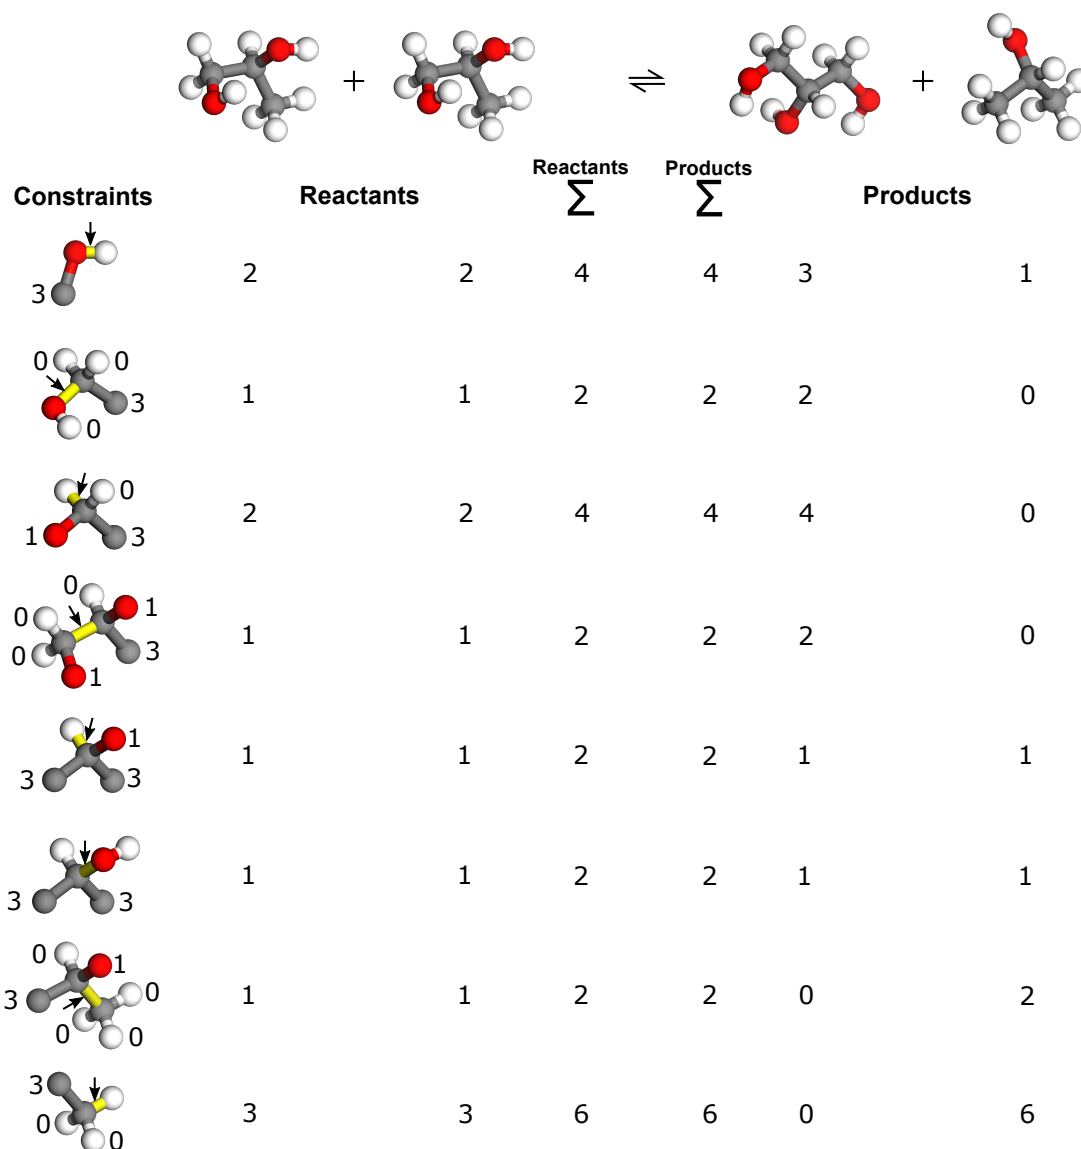 + ⇌ +
Reactants Products
Constraints Reactants ∑ ∑ Products
3 2 2 4 4 3 1
0 0
3 1 1 2 2 2 0
0
0
1 3 2 2 4 4 4 0
0
0 1
0 3 1 1 2 2 2 0
1
1
3 3 1 1 2 2 1 1
3 3 1 1 2 2 1 1
0 1
3 0 1 1 2 2 0 2
0 0
3
0 0 3 3 6 6 0 6